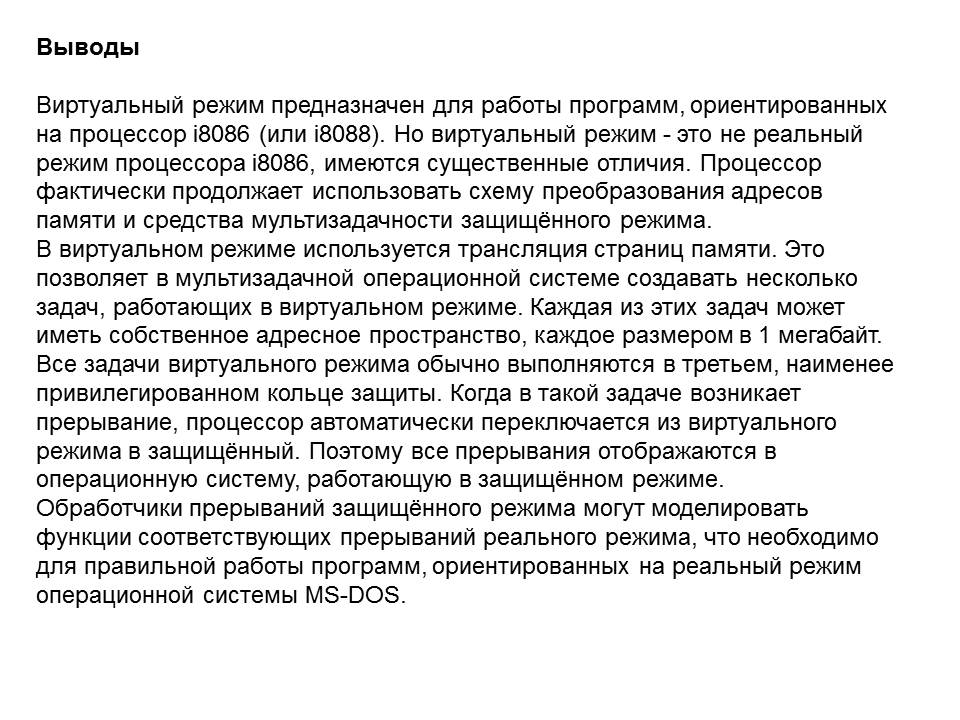 Выводы
Виртуальный режим предназначен для работы программ, ориентированных
на процессор i8086 (или i8088). Но виртуальный режим - это не реальный
режим процессора i8086, имеются существенные отличия. Процессор
фактически продолжает использовать схему преобразования адресов
памяти и средства мультизадачности защищённого режима.
В виртуальном режиме используется трансляция страниц памяти. Это
позволяет в мультизадачной операционной системе создавать несколько
задач, работающих в виртуальном режиме. Каждая из этих задач может
иметь собственное адресное пространство, каждое размером в 1 мегабайт.
Все задачи виртуального режима обычно выполняются в третьем, наименее
привилегированном кольце защиты. Когда в такой задаче возникает
прерывание, процессор автоматически переключается из виртуального
режима в защищённый. Поэтому все прерывания отображаются в
операционную систему, работающую в защищённом режиме.
Обработчики прерываний защищённого режима могут моделировать
функции соответствующих прерываний реального режима, что необходимо
для правильной работы программ, ориентированных на реальный режим
операционной системы MS-DOS.